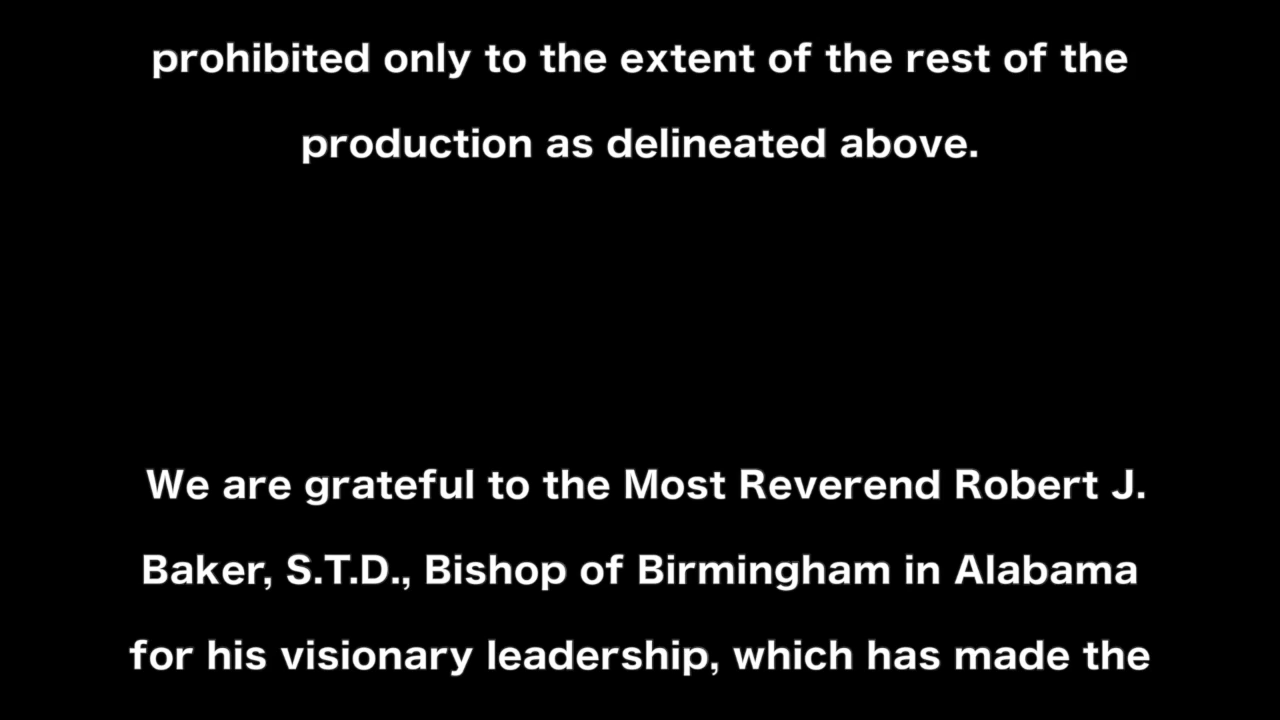 prohibited only to the extent of the rest of the
production as delineated above.
We are grateful to the Most Reverend Robert J.
Baker, S.T.D., Bishop of Birmingham in Alabama
for his visionary leadership, which has made the